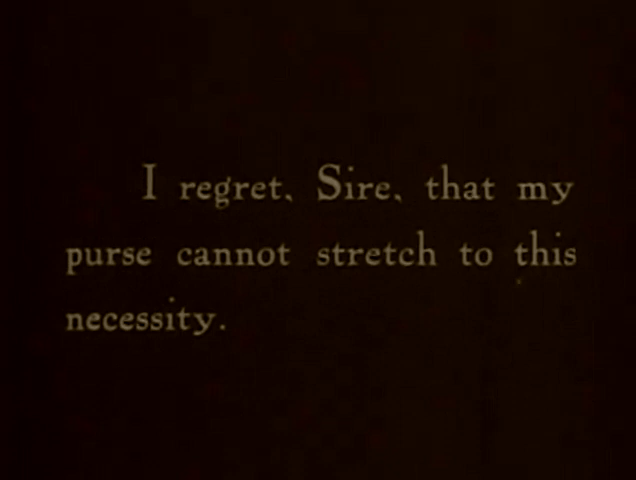 I regret, Sire, that my
purse cannot stretch to this
necessity.